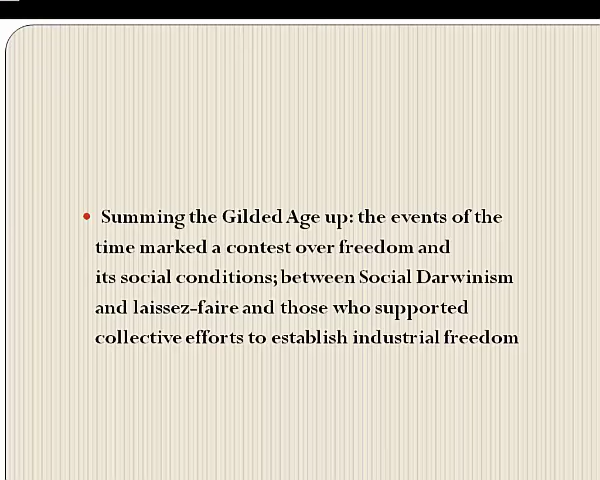 Summing the Gilded Age up: the events of the
time marked a contest over freedom and
its social conditions; between Social Darwinism
and laissez-faire and those who supported
collective efforts to establish industrial freedom